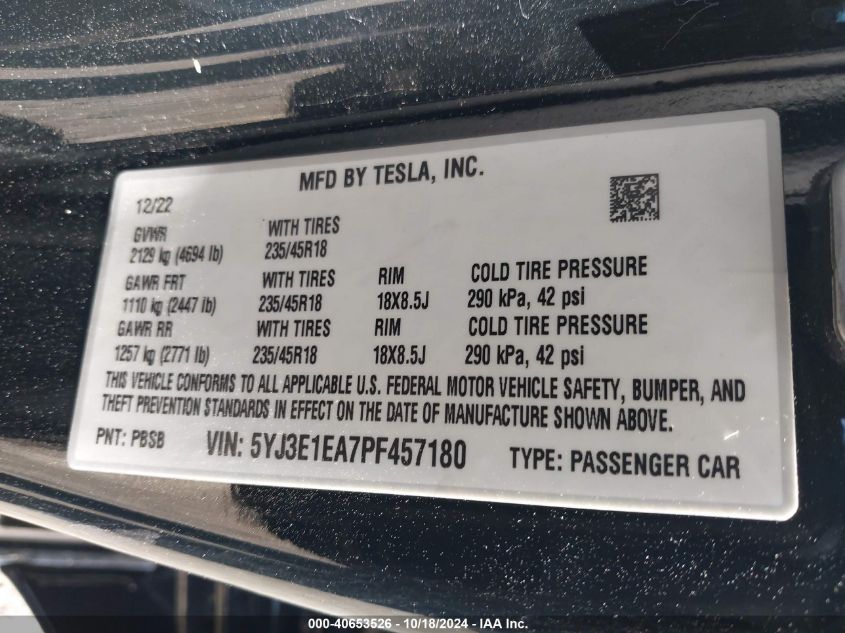 MFD BY TESLA, INC.
12/22
GVWR WITH TIRES
2129 kg (4694 lb) 235/45R18
GAWR FRT WITH TIRES RIM COLD TIRE PRESSURE
1110 kg (2447 lb) 235/45R18 18X8.5J 290 kPa, 42 psi
GAWR RR WITH TIRES RIM COLD TIRE PRESSURE
1257 kg (2771 lb) 235/45R18 18X8.5J 290 kPa, 42 psi
THIS VEHICLE CONFORMS TO ALL APPLICABLE U.S. FEDERAL MOTOR VEHICLE SAFETY, BUMPER, AND
THEFT PREVENTION STANDARDS IN EFFECT ON THE DATE OF MANUFACTURE SHOWN ABOVE.
PNT: PBSB VIN: 5YJ3E1EA7PF457180 TYPE: PASSENGER CAR
000-40653526 - 10/18/2024 - IAA Inc.